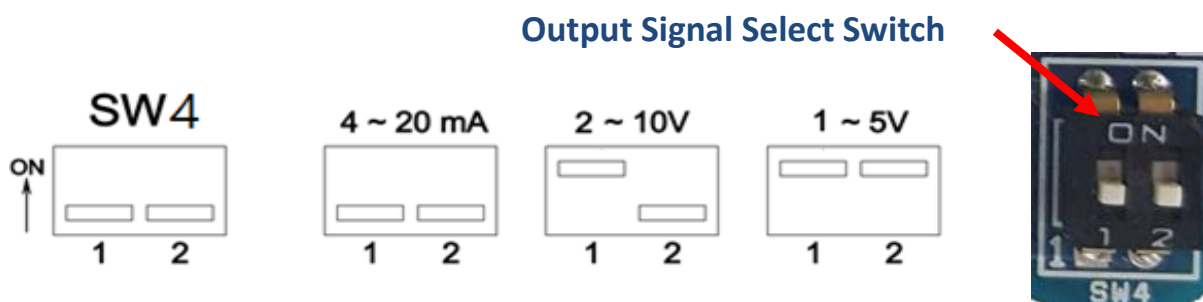 Output Signal Select Switch
SW4
ON
1 2
4 ~ 20 mA
1 2
2 ~ 10V
1 2
1 ~ 5V
1 2
ON
1 2
1
SW4